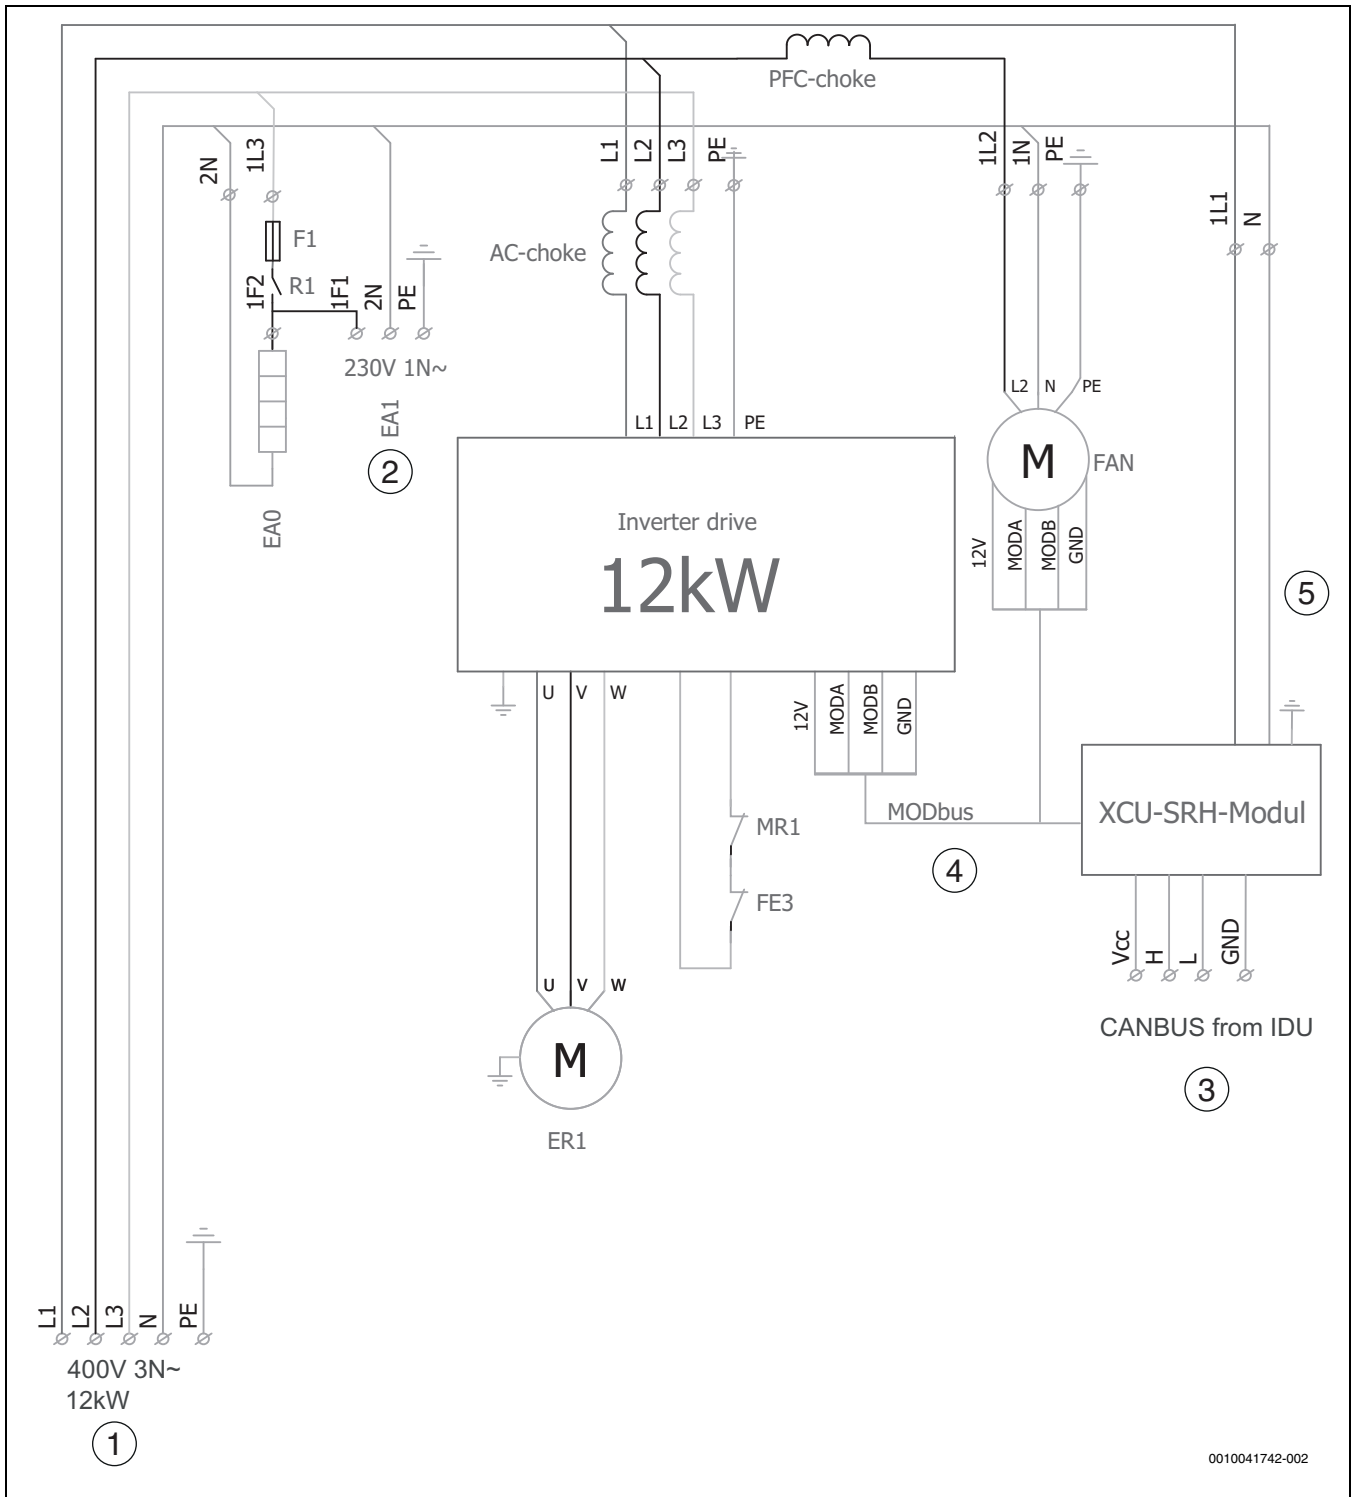 PFC-choke
2N
1L3
L1
L2
L3
PE
1L2
1N
PE
1L1
N
F1
AC-choke
1F2
R1
1F1
2N
PE
230V 1N~
EA1
2
EA0
L1
L2
L3
PE
L2
N
PE
M
FAN
Inverter drive
12kW
12V
MODA
MODB
GND
5
U
V
W
12V
MODA
MODB
GND
MODbus
XCU-SRH-Modul
MR1
4
FE3
Vcc
H
L
GND
U
V
W
CANBUS from IDU
M
3
ER1
L1
L2
L3
N
PE
400V 3N~
12kW
1
0010041742-002